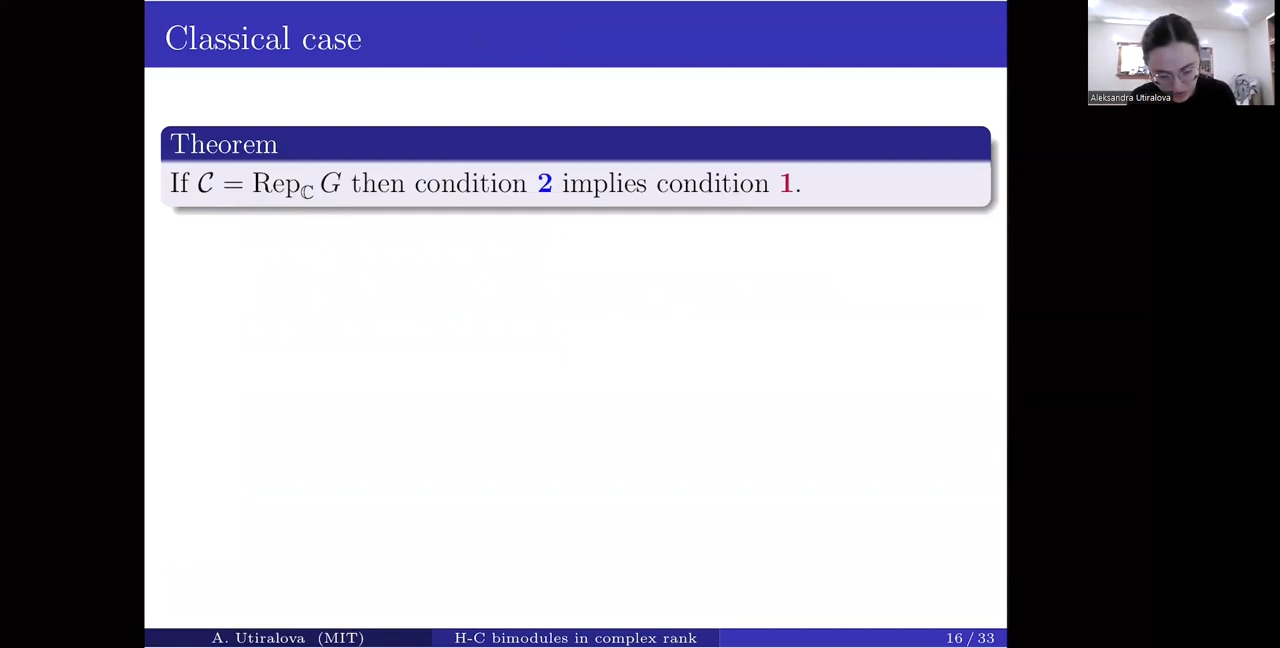 Classical case
Aleksandra Utiralova
Theorem
If 𝒞 = Rep_ℂ G then condition 2 implies condition 1.
A. Utiralova (MIT) H-C bimodules in complex rank 16 / 33